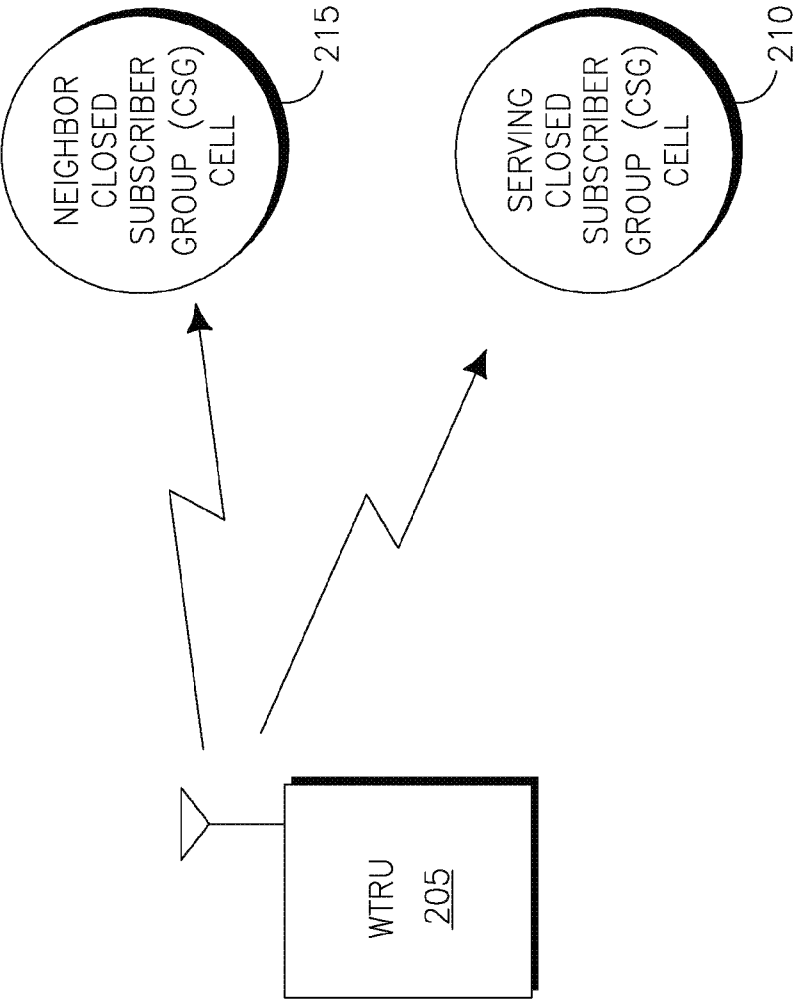 NEIGHBOR
CLOSED
SUBSCRIBER
GROUP (CSG)
CELL
215
SERVING
CLOSED
SUBSCRIBER
GROUP (CSG)
CELL
210
WTRU
205